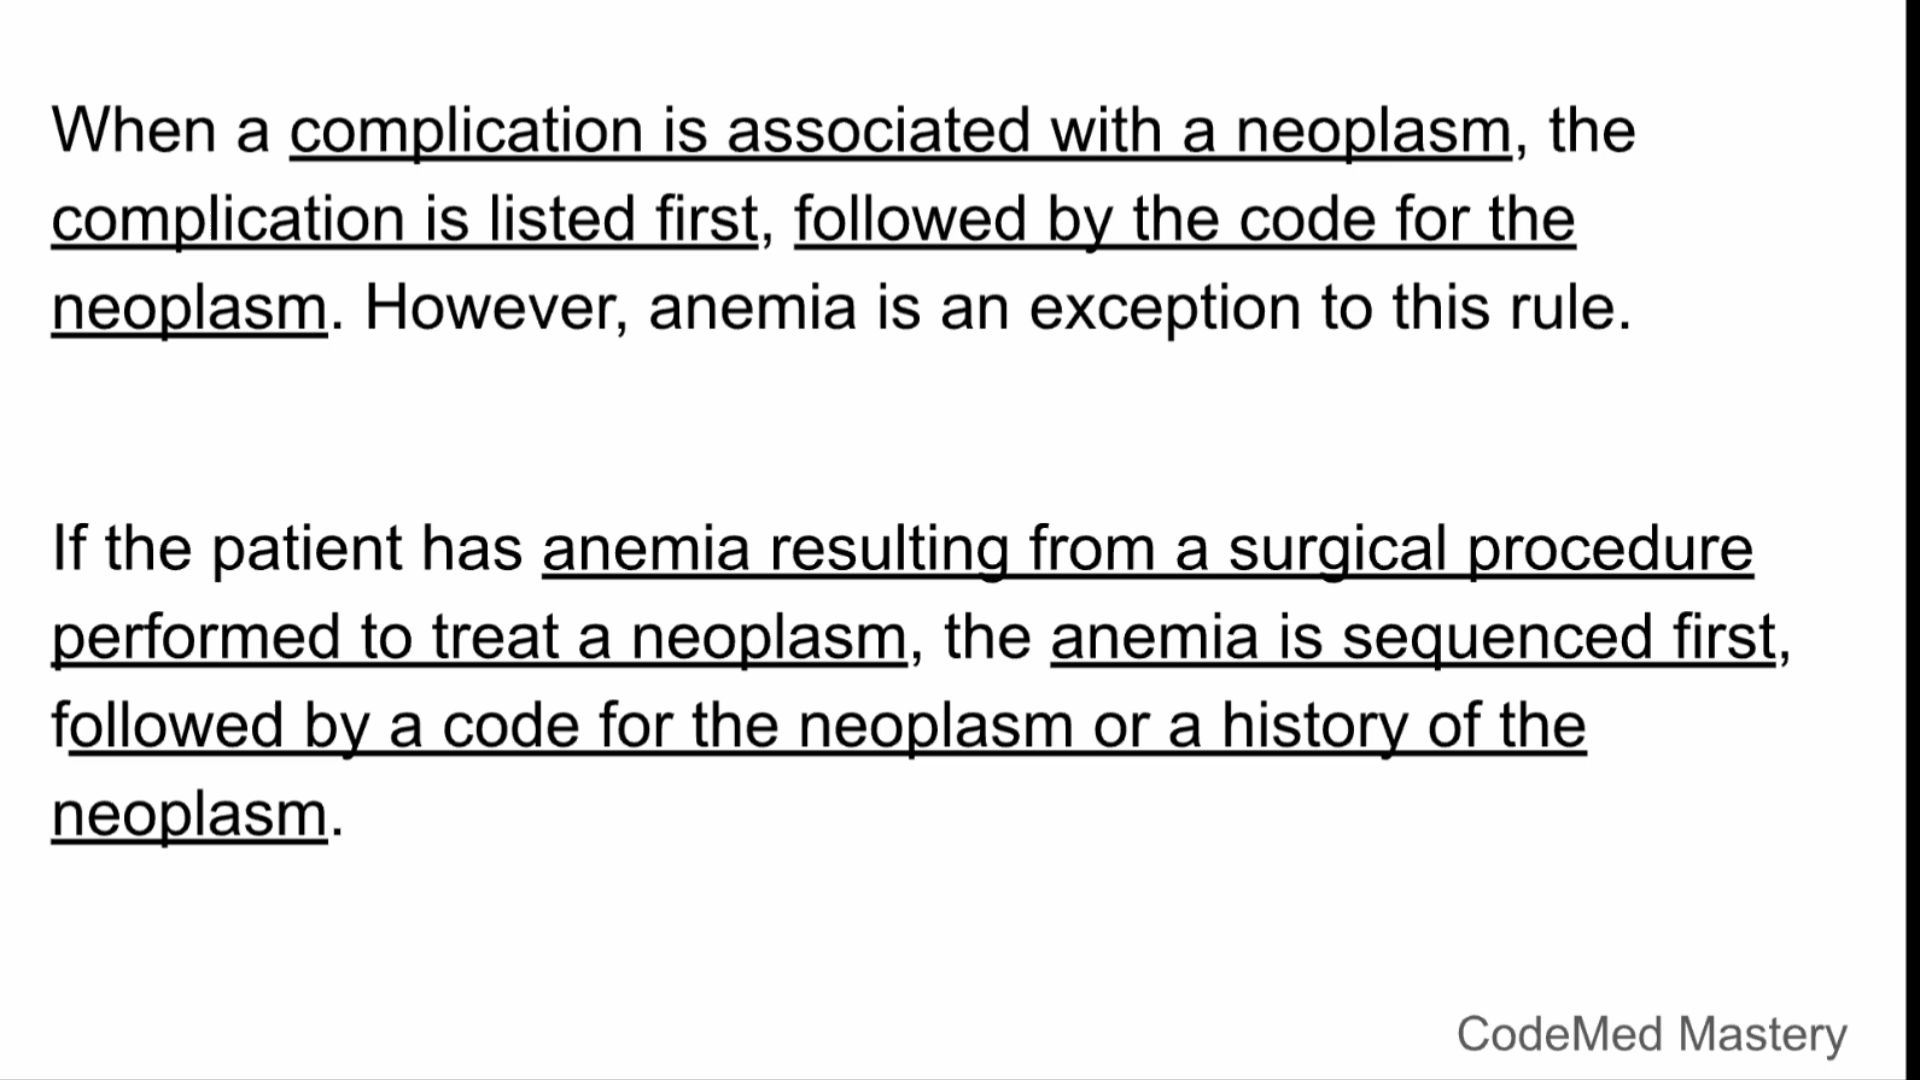 When a complication is associated with a neoplasm, the
complication is listed first, followed by the code for the
neoplasm. However, anemia is an exception to this rule.
If the patient has anemia resulting from a surgical procedure
performed to treat a neoplasm, the anemia is sequenced first,
followed by a code for the neoplasm or a history of the
neoplasm.
CodeMed Mastery